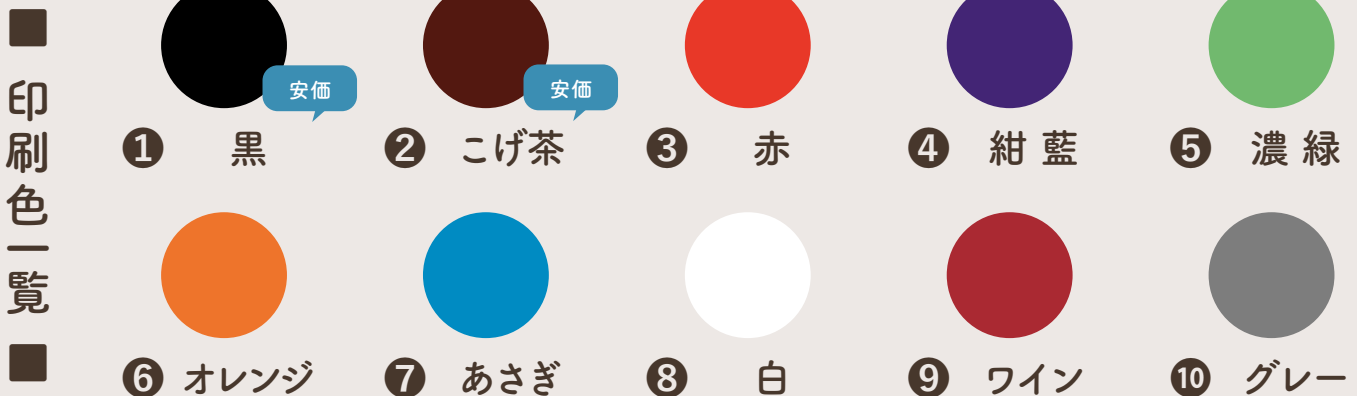 ■ 印刷色一覧 ■
安価
安価
❶ 黒
❷ こげ茶
❸ 赤
❹ 紺藍
❺ 濃緑
❻ オレンジ
❼ あさぎ
❽ 白
❾ ワイン
❿ グレー